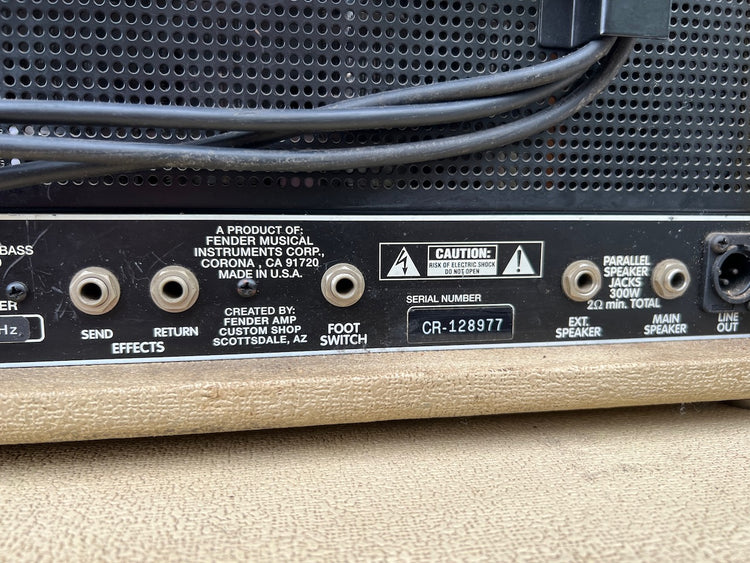 BASS
Hz,
SEND
RETURN
EFFECTS
A PRODUCT OF:
FENDER MUSICAL
INSTRUMENTS CORP.,
CORONA , CA 91720
MADE IN U.S.A.
CREATED BY:
FENDER AMP
CUSTOM SHOP
SCOTTSDALE, AZ
FOOT
SWITCH
CAUTION:
RISK OF ELECTRIC SHOCK
DO NOT OPEN
SERIAL NUMBER
CR-128977
EXT.
SPEAKER
PARALLEL
SPEAKER
JACKS
300W
2Ω min. TOTAL
MAIN
SPEAKER
LINE
OUT